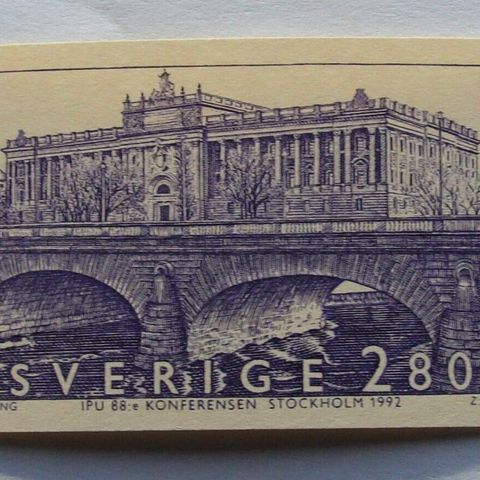 SVERIGE 280
IPU 88:e KONFERENSEN STOCKHOLM 1992